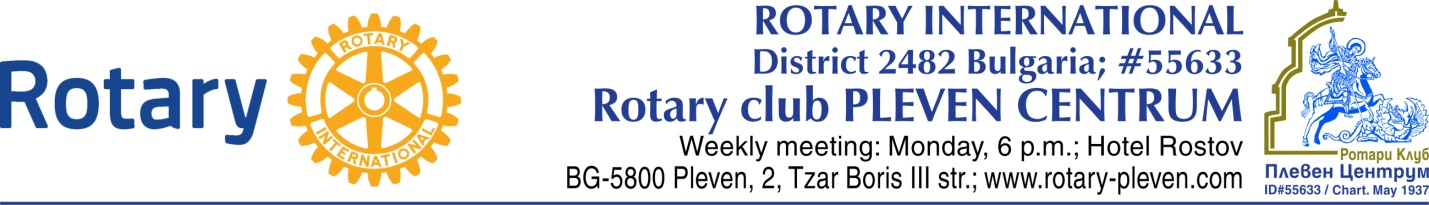 Rotary
ROTARY
INTERNATIONAL
ROTARY INTERNATIONAL
District 2482 Bulgaria; #55633
Rotary club PLEVEN CENTRUM
Weekly meeting: Monday, 6 p.m.; Hotel Rostov
BG-5800 Pleven, 2, Tzar Boris III str.; www.rotary-pleven.com
Ротари Клуб
Плевен Центрум
ID#55633 / Chart. May 1937